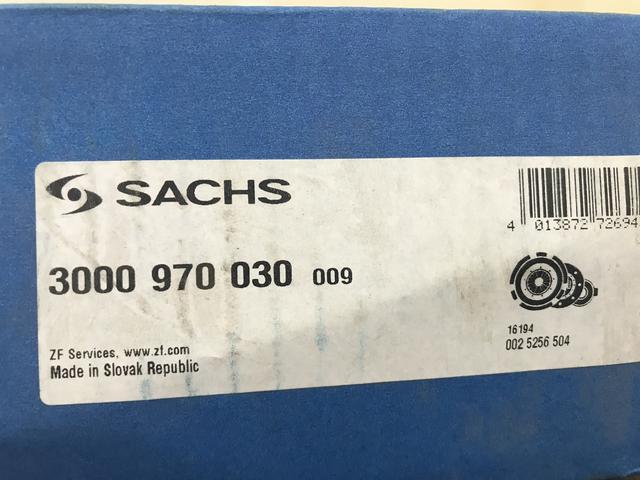 SACHS
4 013872 72694
3000 970 030 009
16194
002 5256 504
ZF Services, www.zf.com
Made in Slovak Republic